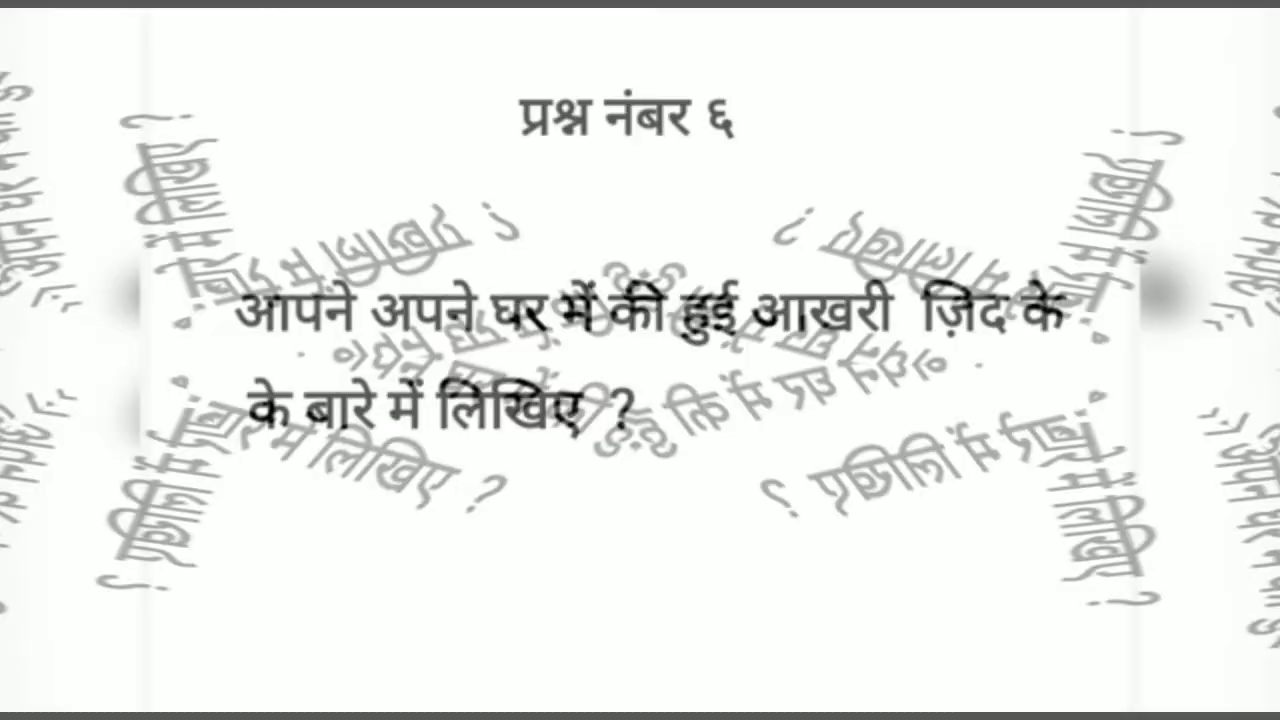 प्रश्न नंबर ६
आपने अपने घर में की हुई आखरी ज़िद के
के बारे में लिखिए ?